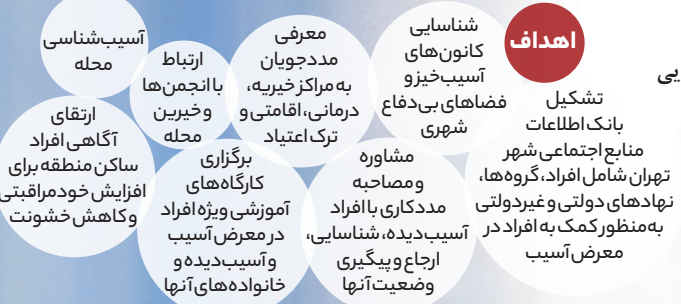 اهداف
یی
تشکیل
بانک اطلاعات
منابع اجتماعی شهر
تهران شامل افراد، گروه‌ها،
نهادهای دولتی و غیردولتی
به‌منظور کمک به افراد در
معرض آسیب
شناسایی
کانون‌های
آسیب‌خیز و
فضاهای بی‌دفاع
شهری
مشاوره
و مصاحبه
مددکاری با افراد
آسیب‌دیده، شناسایی،
ارجاع و پیگیری
وضعیت آنها
معرفی
مددجویان
به مراکز خیریه،
درمانی، اقامتی و
ترک اعتیاد
برگزاری
کارگاه‌های
آموزشی ویژه افراد
در معرض آسیب
و آسیب‌دیده و
خانواده‌های آنها
ارتباط
با انجمن‌ها
و خیرین
محله
آسیب‌شناسی
محله
ارتقای
آگاهی افراد
ساکن منطقه برای
افزایش خودمراقبتی
و کاهش خشونت